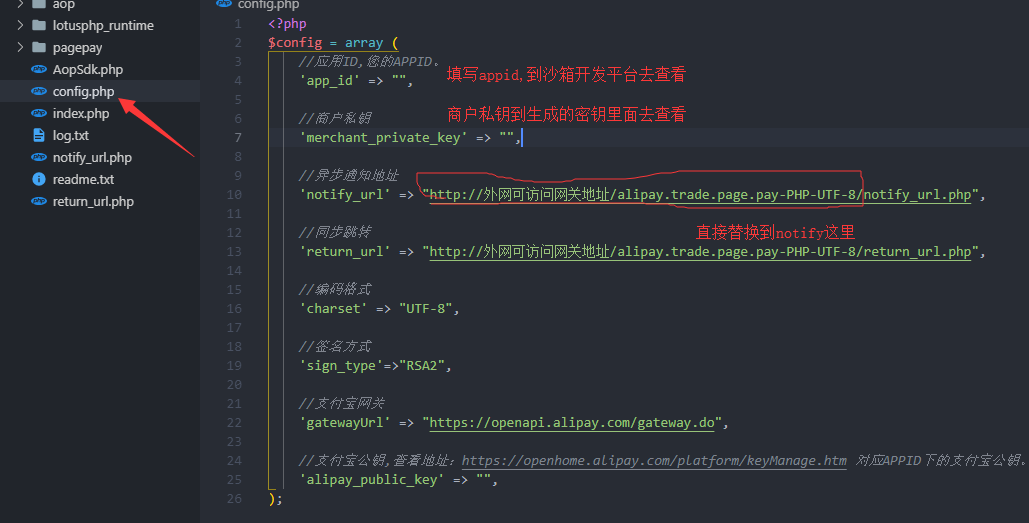 aop
lotusphp_runtime
pagepay
php AopSdk.php
php config.php
php index.php
log.txt
php notify_url.php
readme.txt
php return_url.php
php config.php
1 <?php
2 $config = array (
3 //应用ID,您的APPID。
4 'app_id' => "", 填写appid,到沙箱开发平台去查看
5
6 //商户私钥 商户私钥到生成的密钥里面去查看
7 'merchant_private_key' => "",
8
9 //异步通知地址
10 'notify_url' => "http://外网可访问网关地址/alipay.trade.page.pay-PHP-UTF-8/notify_url.php",
11
12 //同步跳转 直接替换到notify这里
13 'return_url' => "http://外网可访问网关地址/alipay.trade.page.pay-PHP-UTF-8/return_url.php",
14
15 //编码格式
16 'charset' => "UTF-8",
17
18 //签名方式
19 'sign_type'=>"RSA2",
20
21 //支付宝网关
22 'gatewayUrl' => "https://openapi.alipay.com/gateway.do",
23
24 //支付宝公钥,查看地址：https://openhome.alipay.com/platform/keyManage.htm 对应APPID下的支付宝公钥。
25 'alipay_public_key' => "",
26 );